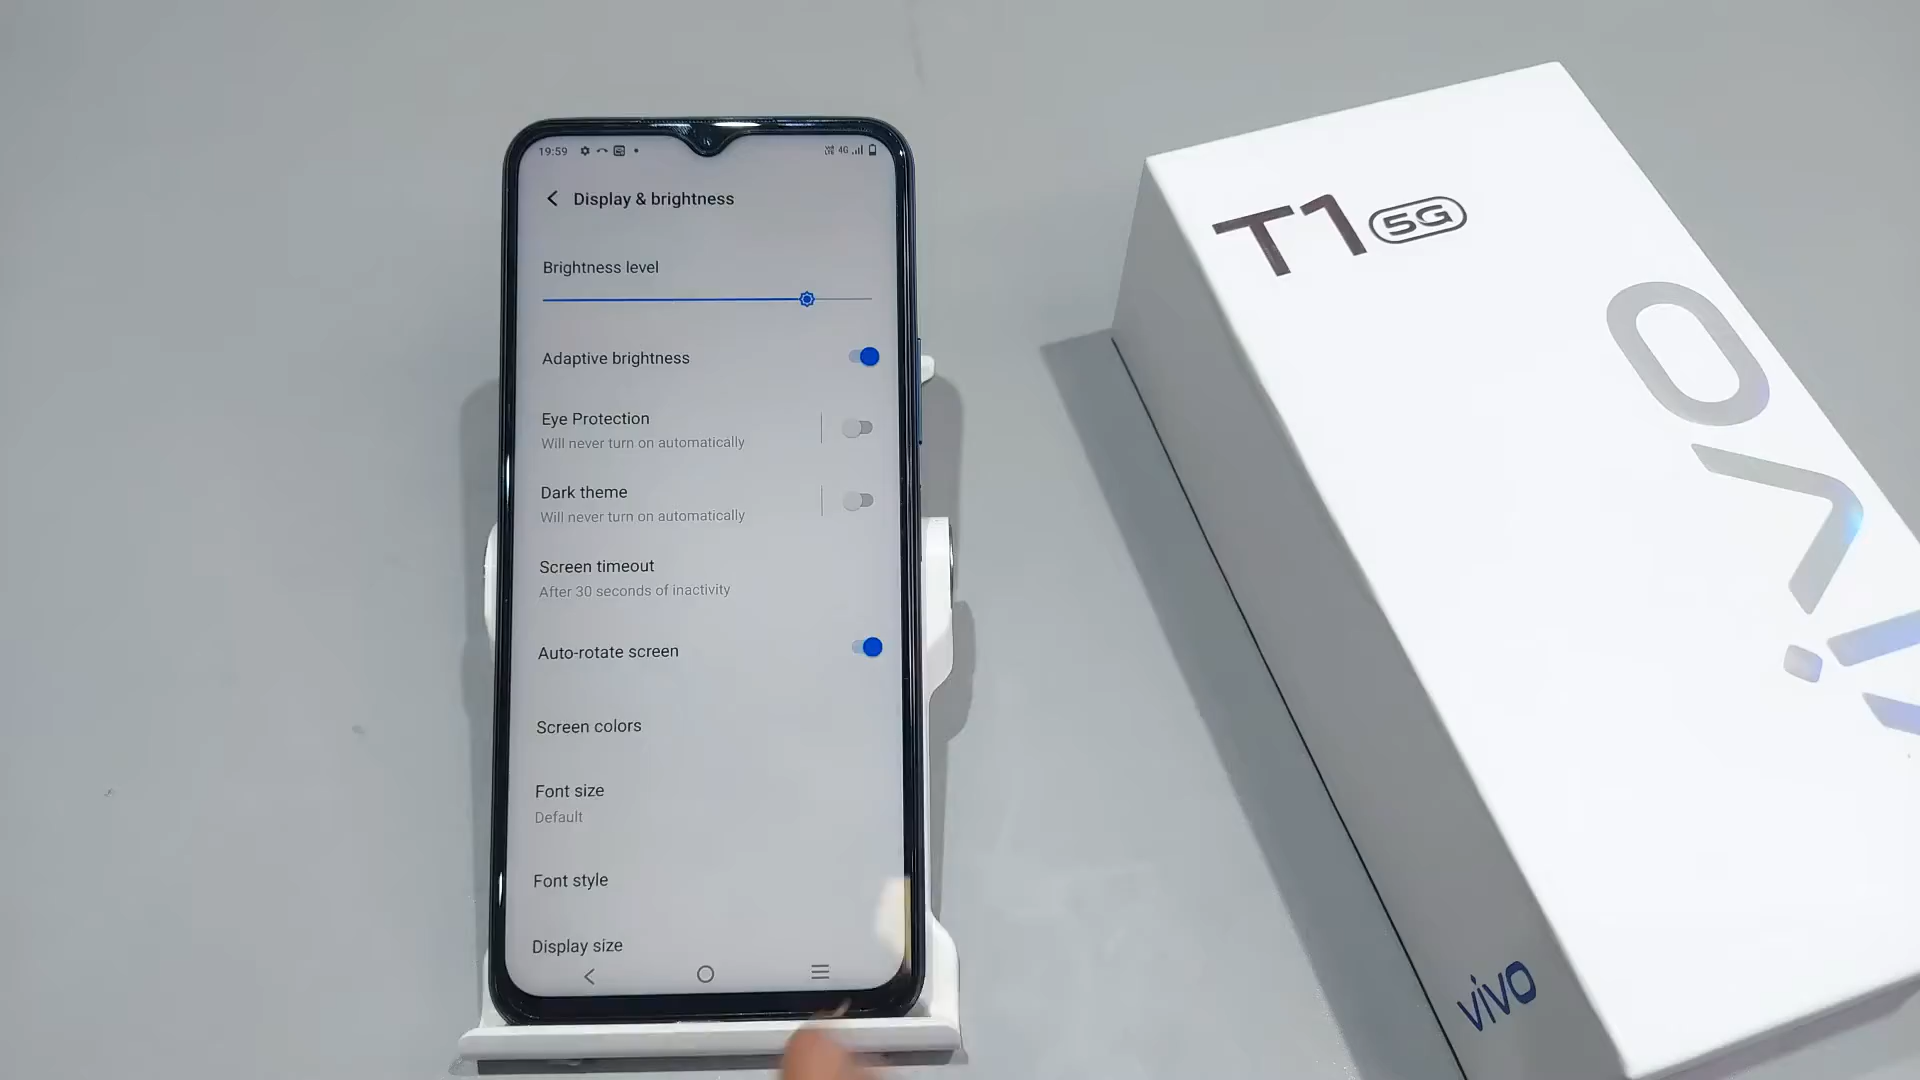 19:59
4G
Display & brightness
Brightness level
Adaptive brightness
Eye Protection
Will never turn on automatically
Dark theme
Will never turn on automatically
Screen timeout
After 30 seconds of inactivity
Auto-rotate screen
Screen colors
Font size
Default
Font style
Display size
T1 5G
vivo
vivo